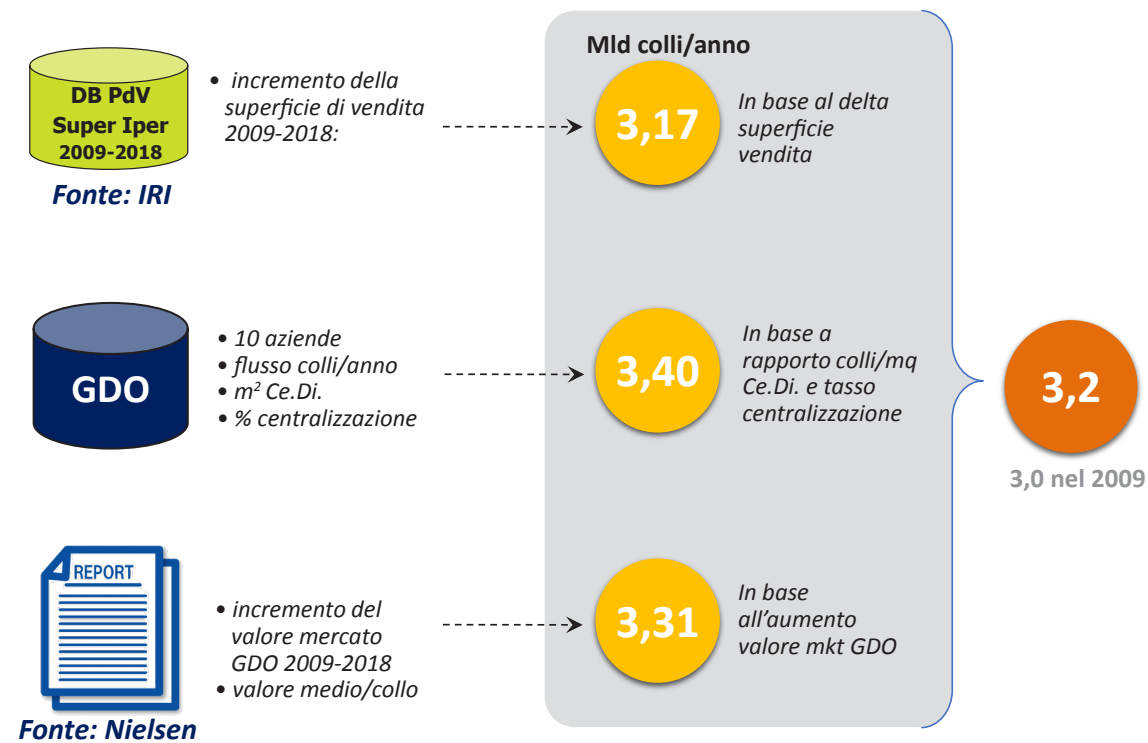 Mld colli/anno
DB PdV
Super Iper
2009-2018
Fonte: IRI
• incremento della
superficie di vendita
2009-2018:
3,17
In base al delta
superficie
vendita
GDO
• 10 aziende
• flusso colli/anno
• m² Ce.Di.
• % centralizzazione
3,40
In base a
rapporto colli/mq
Ce.Di. e tasso
centralizzazione
3,2
3,0 nel 2009
REPORT
Fonte: Nielsen
• incremento del
valore mercato
GDO 2009-2018
• valore medio/collo
3,31
In base
all’aumento
valore mkt GDO